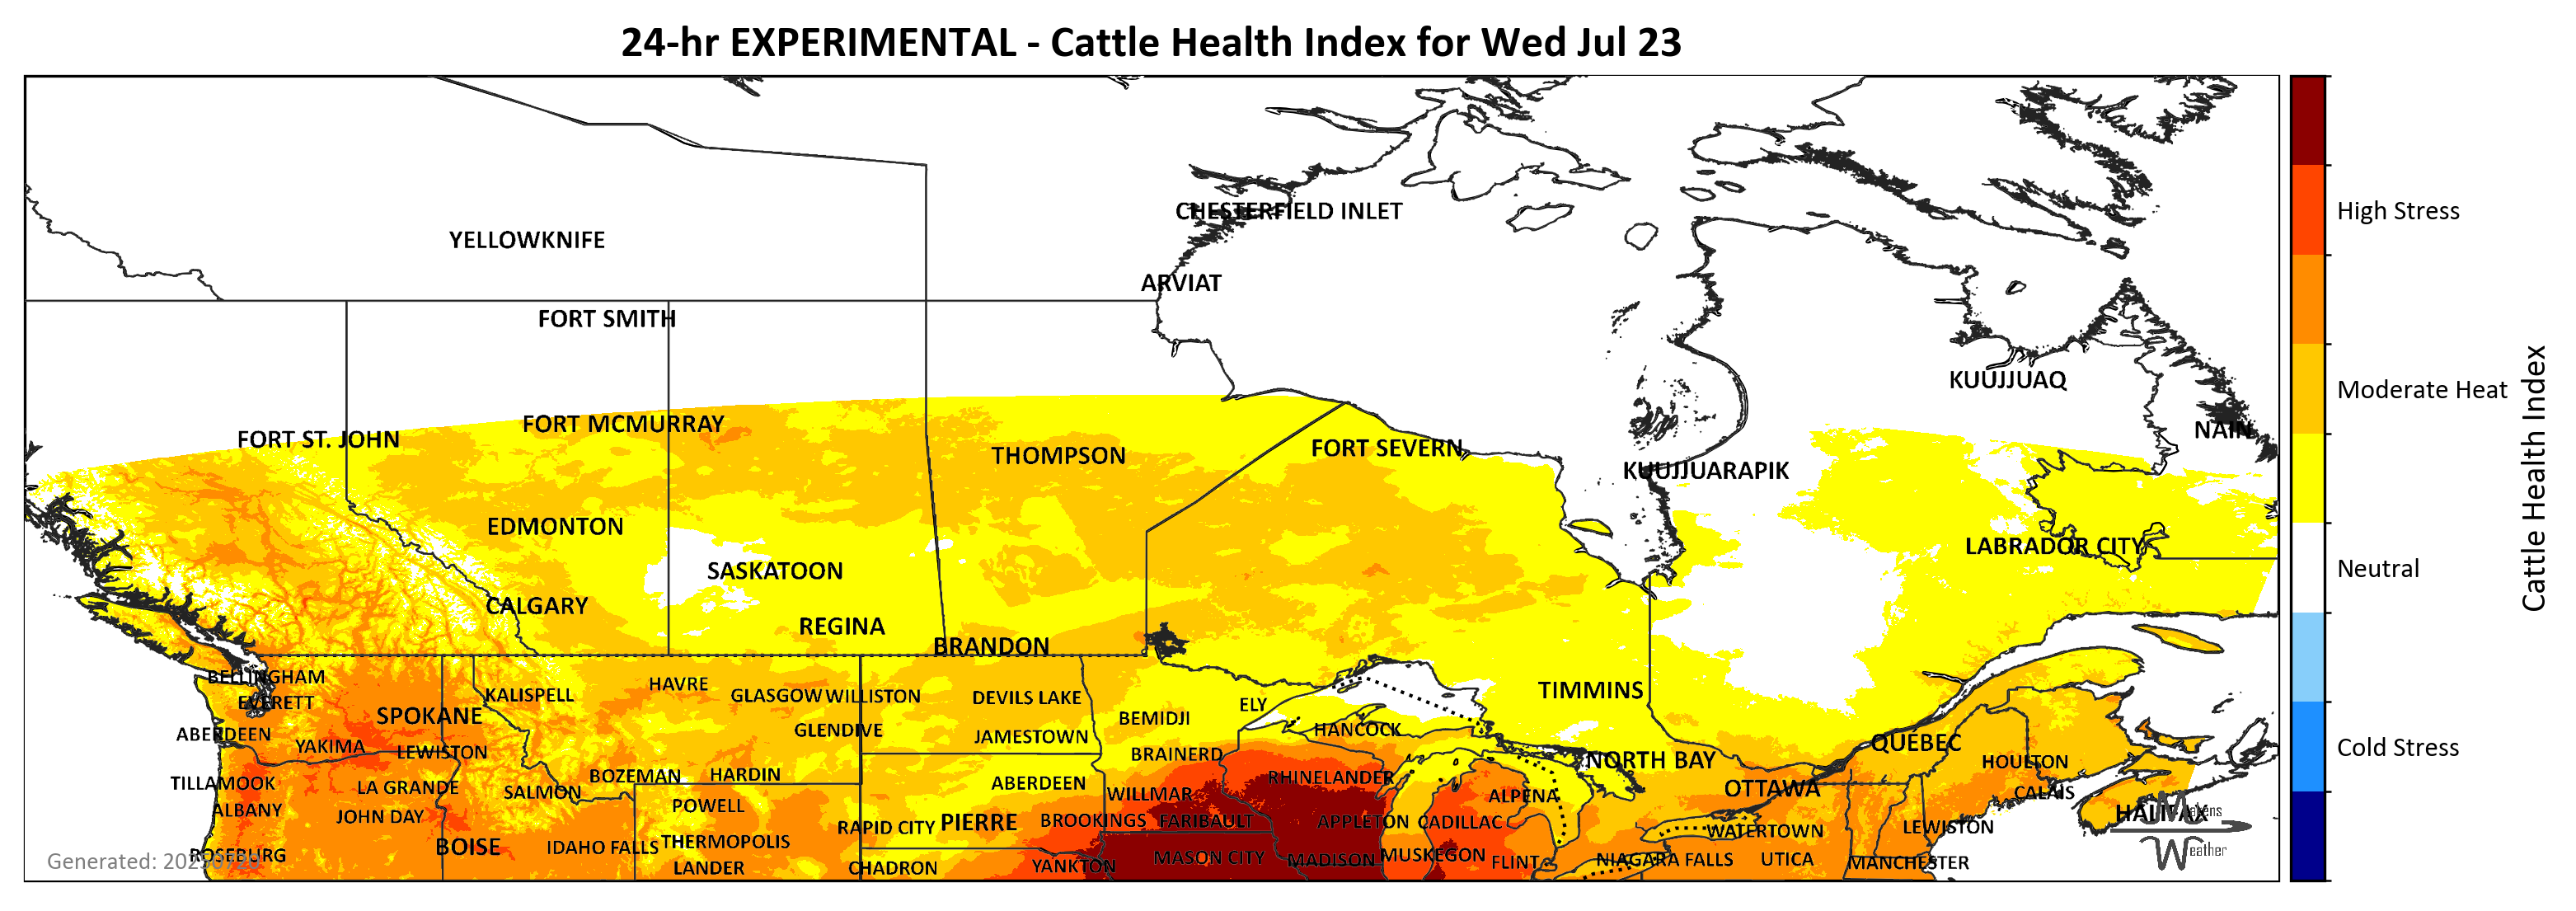 24-hr EXPERIMENTAL - Cattle Health Index for Wed Jul 23
CHESTERFIELD INLET
High Stress
YELLOWKNIFE
ARVIAT
FORT SMITH
KUUJJUAQ
Moderate Heat
FORT MCMURRAY
NAIN
FORT ST. JOHN
FORT SEVERN
THOMPSON
KUUJJUARAPIK
Cattle Health Index
EDMONTON
LABRADOR CITY
SASKATOON
Neutral
CALGARY
REGINA
BRANDON
BELLINGHAM
HAVRE
TIMMINS
KALISPELL
GLASGOW
WILLISTON
DEVILS LAKE
EVERETT
ELY
SPOKANE
BEMIDJI
ABERDEEN
GLENDIVE
JAMESTOWN
HANCOCK
QUEBEC
YAKIMA
LEWISTON
BRAINERD
NORTH BAY
HOULTON
Cold Stress
BOZEMAN
HARDIN
RHINELANDER
TILLAMOOK
LA GRANDE
SALMON
ABERDEEN
WILLMAR
ALPENA
OTTAWA
CALAIS
ALBANY
JOHN DAY
POWELL
HALIFAX
Makens
RAPID CITY
PIERRE
BROOKINGS
FARIBAULT
APPLETON
CADILLAC
WATERTOWN
LEWISTON
BOISE
IDAHO FALLS
THERMOPOLIS
Weather
ROSEBURG
MASON CITY
MADISON
MUSKEGON
FLINT
NIAGARA FALLS
UTICA
MANCHESTER
Generated:
LANDER
CHADRON
YANKTON